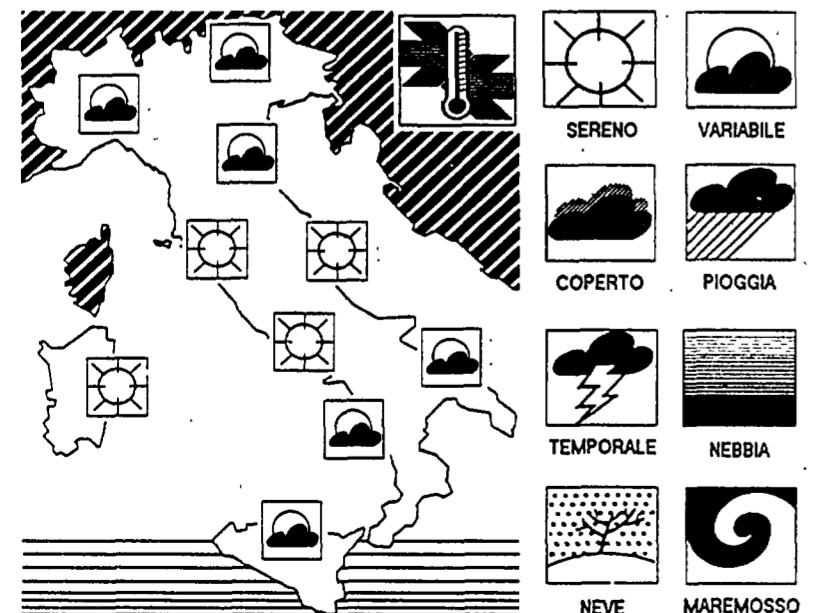 SERENO
VARIABILE
COPERTO
PIOGGIA
TEMPORALE
NEBBIA
NEVE
MAREMOSSO